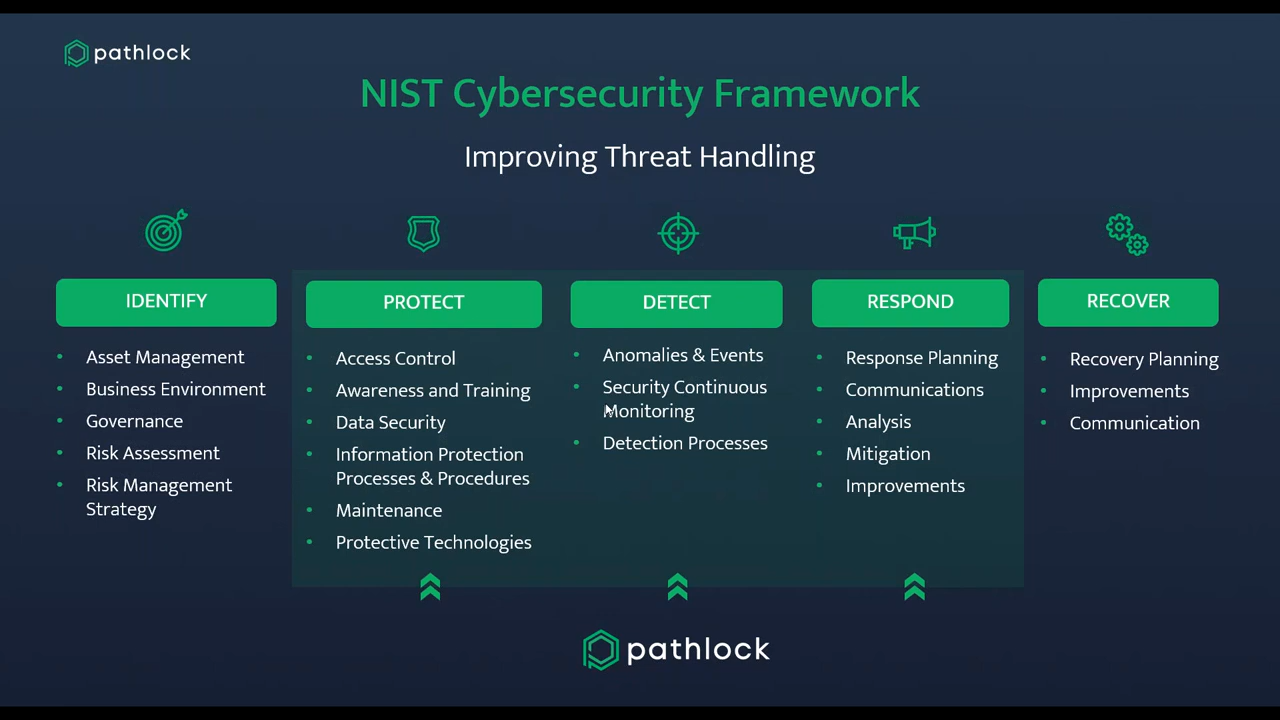 pathlock
NIST Cybersecurity Framework
Improving Threat Handling
IDENTIFY
Asset Management
Business Environment
Governance
Risk Assessment
Risk Management
Strategy
PROTECT
Access Control
Awareness and Training
Data Security
Information Protection
Processes & Procedures
Maintenance
Protective Technologies
DETECT
Anomalies & Events
Security Continuous
Monitoring
Detection Processes
RESPOND
Response Planning
Communications
Analysis
Mitigation
Improvements
RECOVER
Recovery Planning
Improvements
Communication
pathlock